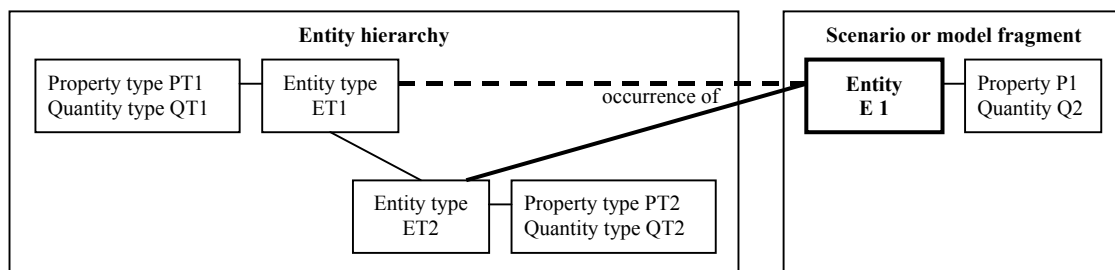 Entity hierarchy
Scenario or model fragment
Property type PT1
Quantity type QT1
Entity type
ET1
occurrence of
Entity
E 1
Property P1
Quantity Q2
Entity type
ET2
Property type PT2
Quantity type QT2